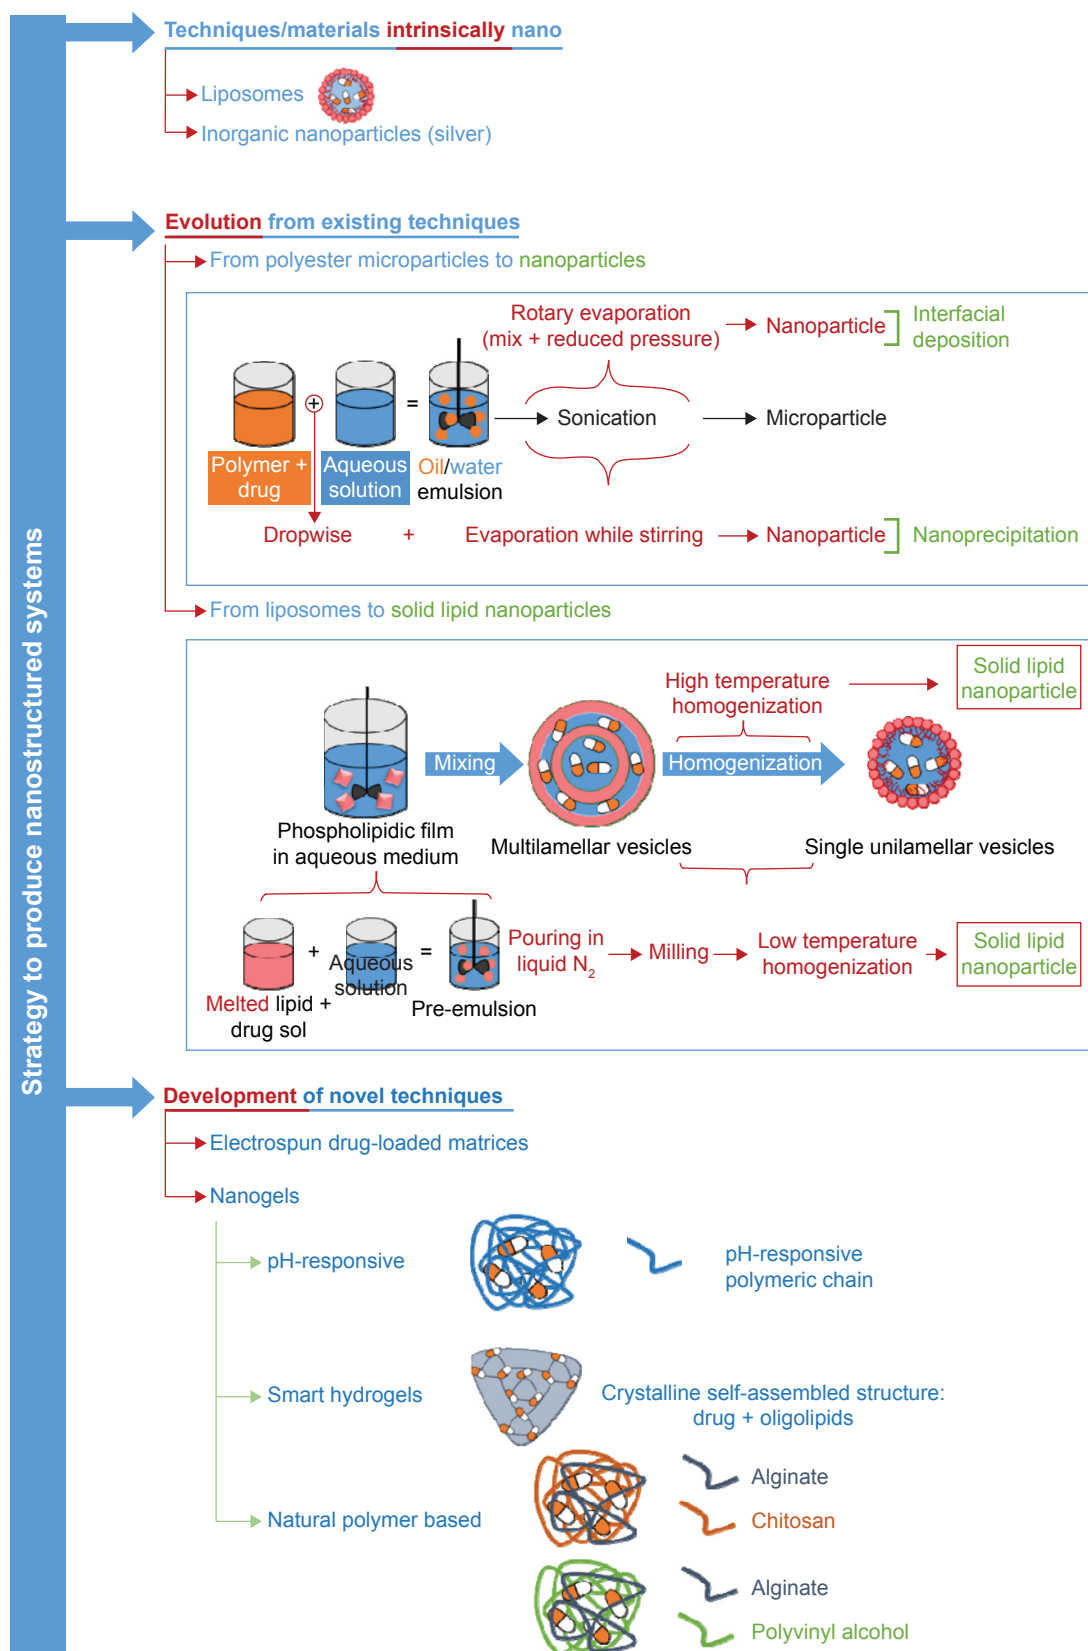 Strategy to produce nanostructured systems
Techniques/materials intrinsically nano
Liposomes
Inorganic nanoparticles (silver)
Evolution from existing techniques
From polyester microparticles to nanoparticles
Rotary evaporation
(mix + reduced pressure)
Nanoparticle
Interfacial
deposition
+
=
Sonication
Microparticle
Polymer +
drug
Aqueous
solution
Oil/water
emulsion
Dropwise
+
Evaporation while stirring
Nanoparticle
Nanoprecipitation
From liposomes to solid lipid nanoparticles
High temperature
homogenization
Solid lipid
nanoparticle
Mixing
Homogenization
Phospholipidic film
in aqueous medium
Multilamellar vesicles
Single unilamellar vesicles
+
Aqueous
solution
=
Pouring in
liquid N2
Milling
Low temperature
homogenization
Solid lipid
nanoparticle
Melted lipid +
drug sol
Pre-emulsion
Development of novel techniques
Electrospun drug-loaded matrices
Nanogels
pH-responsive
pH-responsive
polymeric chain
Smart hydrogels
Crystalline self-assembled structure:
drug + oligolipids
Natural polymer based
Alginate
Chitosan
Alginate
Polyvinyl alcohol